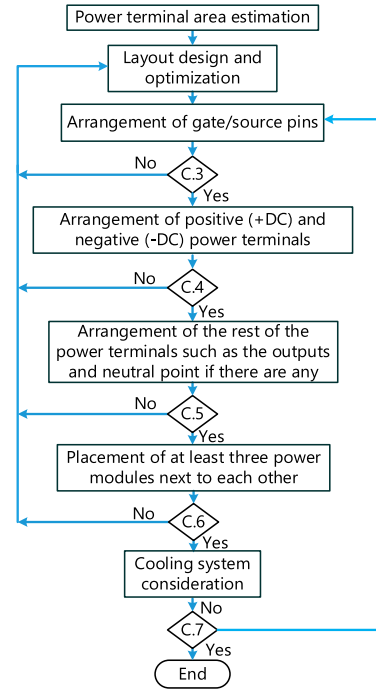 Power terminal area estimation
Layout design and
optimization
Arrangement of gate/source pins
No
C.3
Yes
Arrangement of positive (+DC) and
negative (-DC) power terminals
No
C.4
Yes
Arrangement of the rest of the
power terminals such as the outputs
and neutral point if there are any
No
C.5
Yes
Placement of at least three power
modules next to each other
No
C.6
Yes
Cooling system
consideration
No
C.7
Yes
End